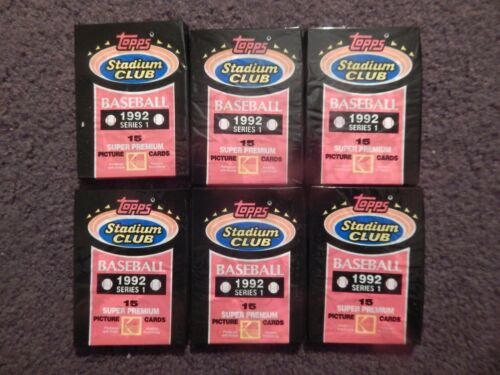 Topps
Stadium
CLUB
BASEBALL
1992
SERIES 1
15
SUPER PREMIUM
PICTURE CARDS
Topps
Stadium
CLUB
BASEBALL
1992
SERIES 1
15
SUPER PREMIUM
PICTURE CARDS
Topps
Stadium
CLUB
BASEBALL
1992
SERIES 1
15
SUPER PREMIUM
PICTURE CARDS
Topps
Stadium
CLUB
BASEBALL
1992
SERIES 1
15
SUPER PREMIUM
PICTURE CARDS
Topps
Stadium
CLUB
BASEBALL
1992
SERIES 1
15
SUPER PREMIUM
PICTURE CARDS
Topps
Stadium
CLUB
BASEBALL
1992
SERIES 1
15
SUPER PREMIUM
PICTURE CARDS